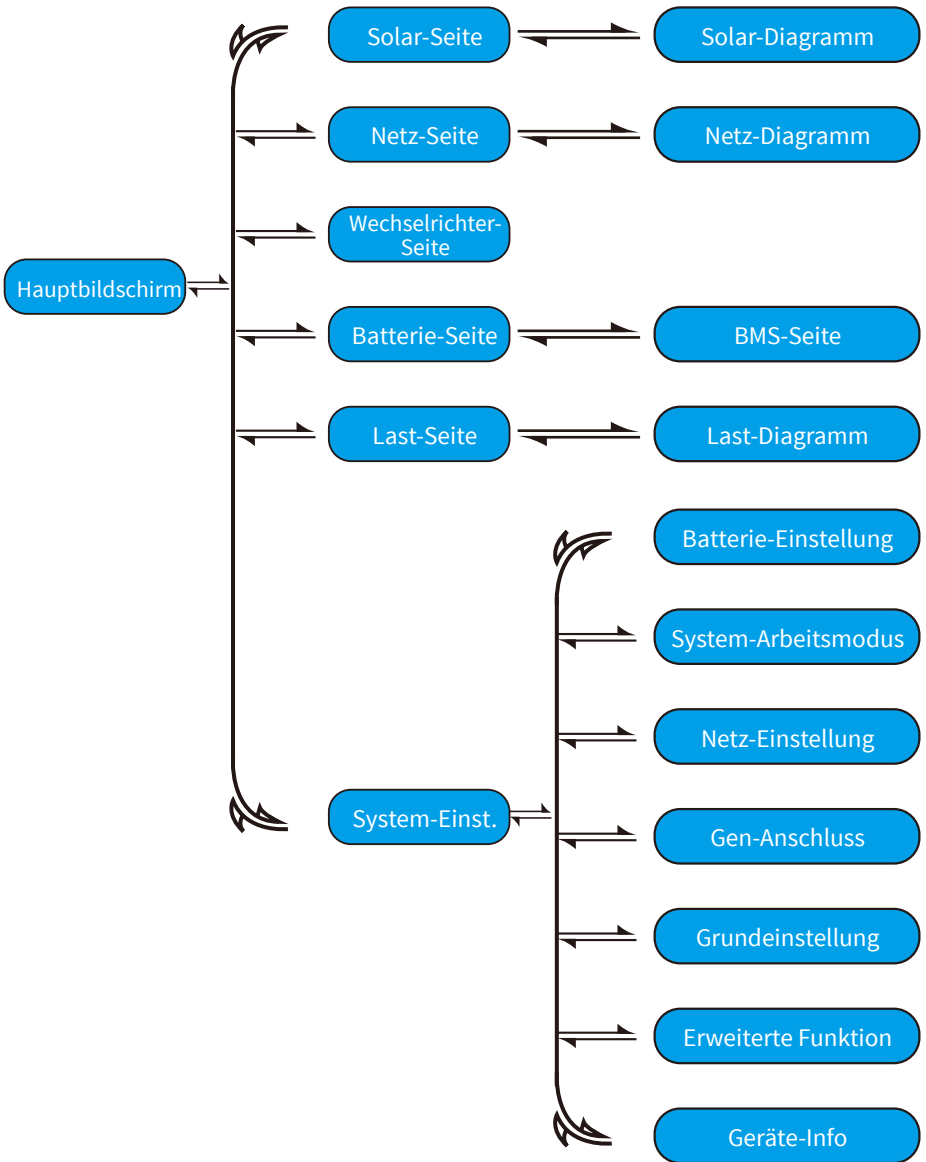 Solar-Seite
Solar-Diagramm
Netz-Seite
Netz-Diagramm
Wechselrichter-
Seite
Hauptbildschirm
Batterie-Seite
BMS-Seite
Last-Seite
Last-Diagramm
Batterie-Einstellung
System-Arbeitsmodus
Netz-Einstellung
System-Einst.
Gen-Anschluss
Grundeinstellung
Erweiterte Funktion
Geräte-Info